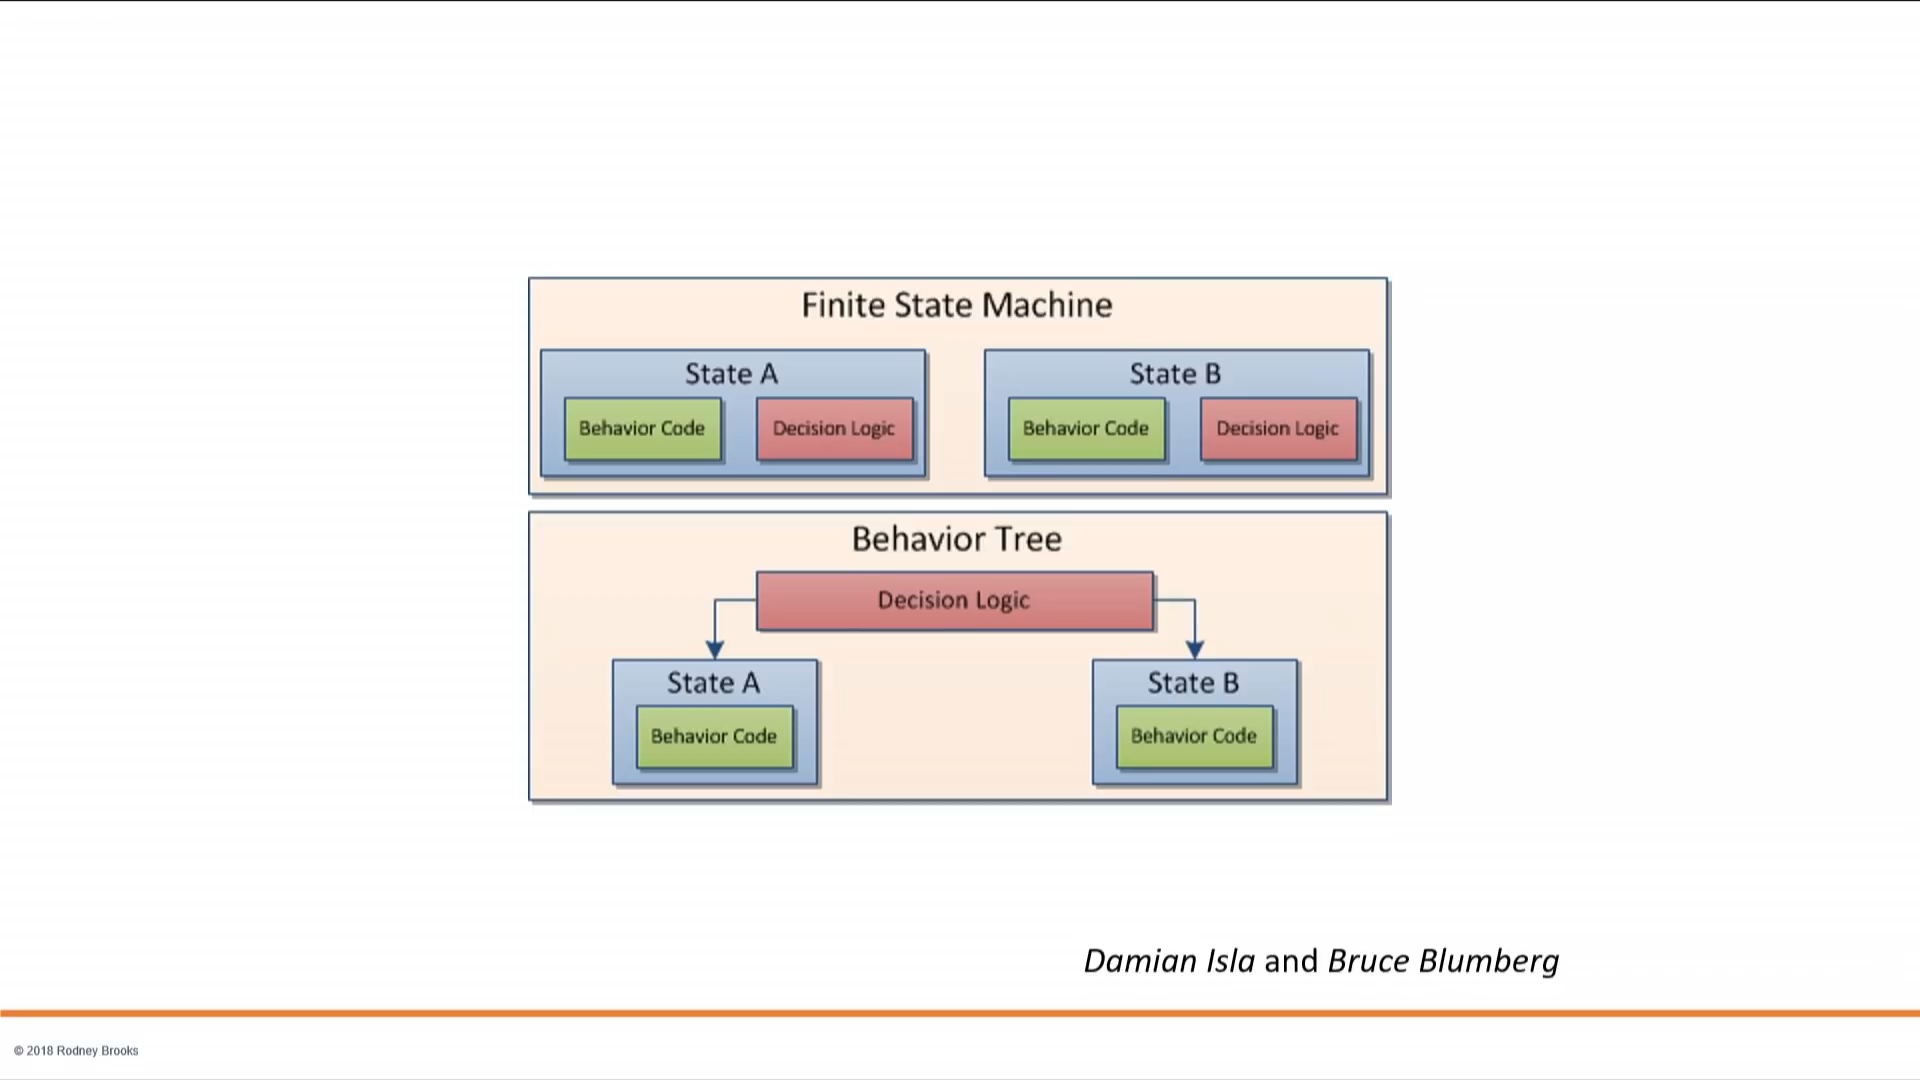 Finite State Machine
State A
State B
Behavior Code
Decision Logic
Behavior Code
Decision Logic
Behavior Tree
Decision Logic
State A
State B
Behavior Code
Behavior Code
Damian Isla and Bruce Blumberg
© 2018 Rodney Brooks